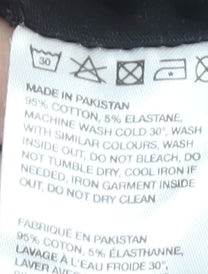 30
MADE IN PAKISTAN
95% COTTON, 5% ELASTANE,
MACHINE WASH COLD 30°, WASH
WITH SIMILAR COLOURS, WASH
INSIDE OUT, DO NOT BLEACH, DO
NOT TUMBLE DRY, COOL IRON IF
NEEDED, IRON GARMENT INSIDE
OUT, DO NOT DRY CLEAN
FABRIQUÉ EN PAKISTAN
95% COTON, 5% ÉLASTHANNE,
LAVAGE À L'EAU FROIDE 30°,
LAVER AVEC